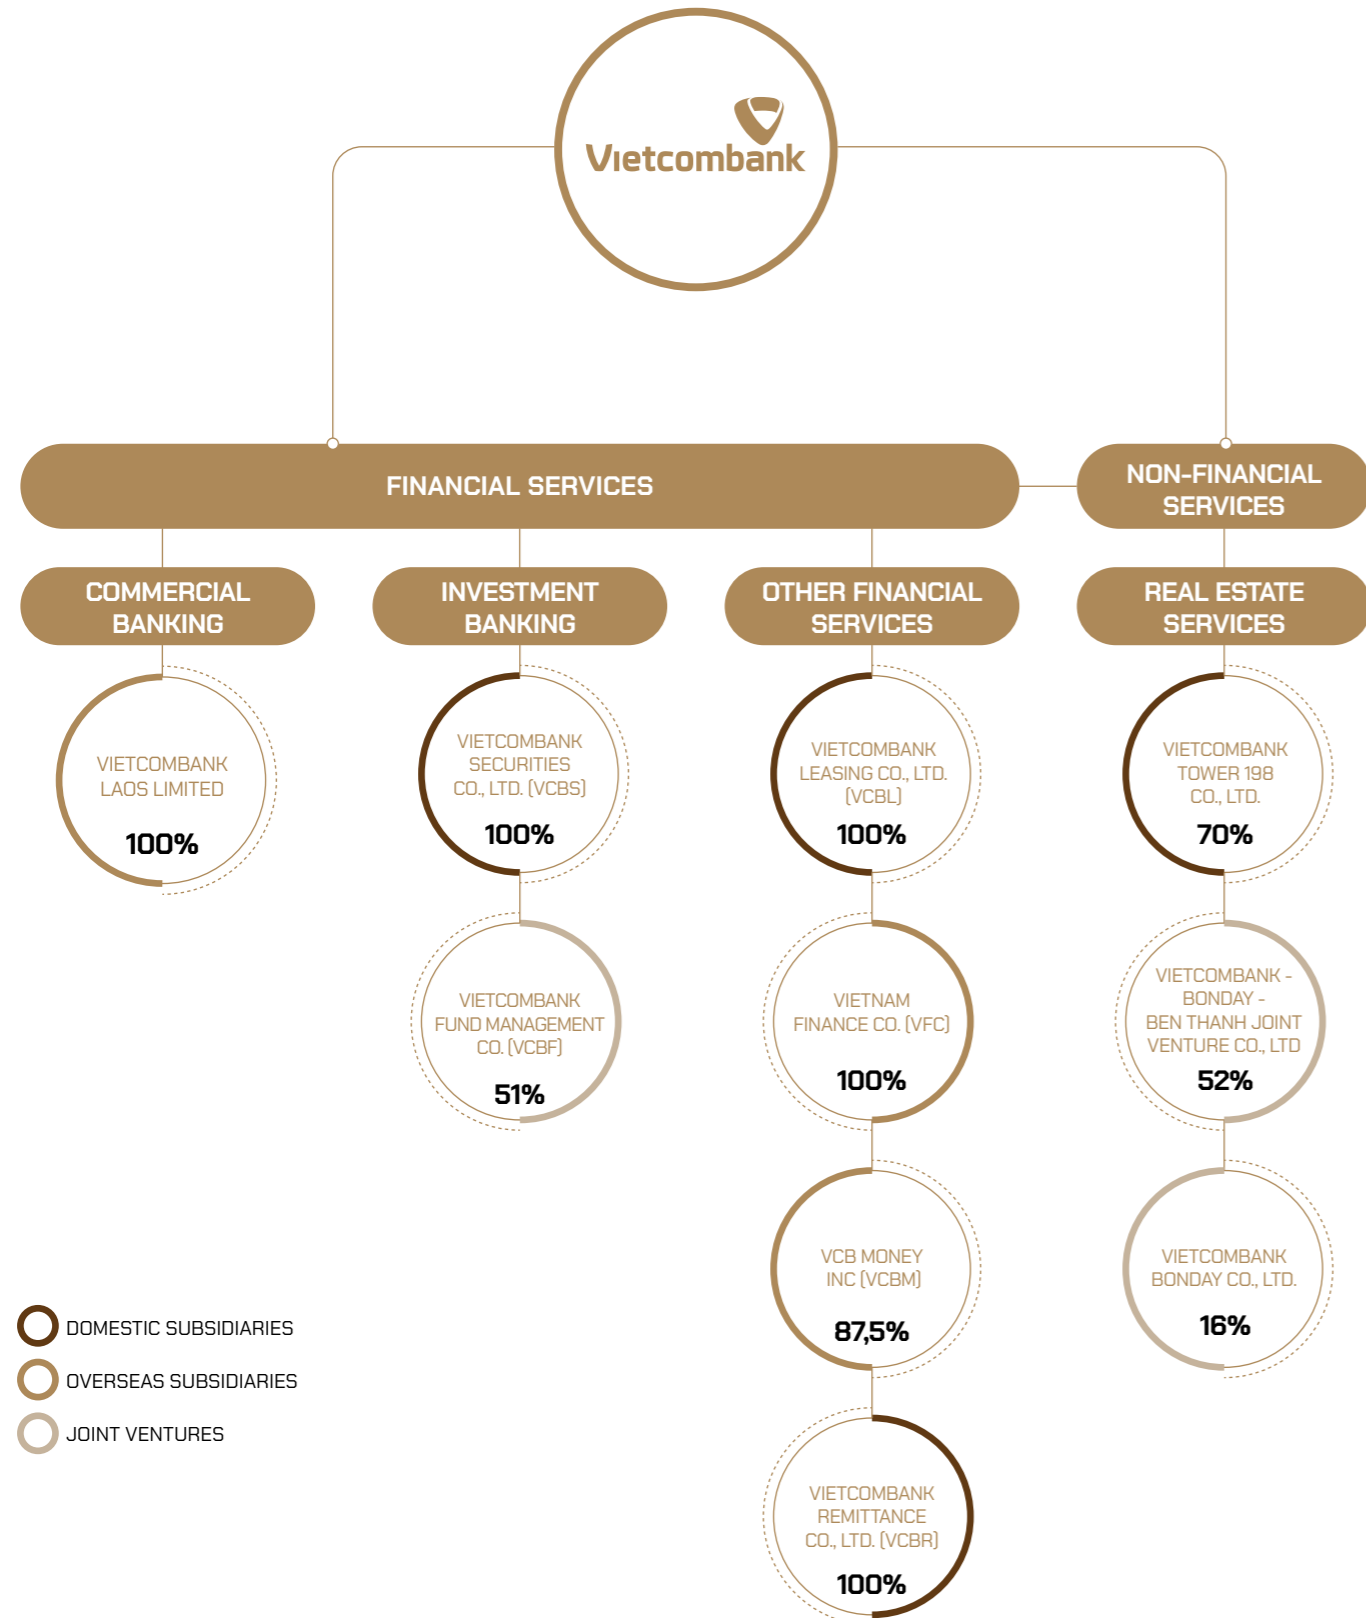 Vietcombank
FINANCIAL SERVICES
NON-FINANCIAL
SERVICES
COMMERCIAL
BANKING
INVESTMENT
BANKING
OTHER FINANCIAL
SERVICES
REAL ESTATE
SERVICES
VIETCOMBANK
LAOS LIMITED
100%
VIETCOMBANK
SECURITIES
CO., LTD. (VCBS)
100%
VIETCOMBANK
FUND MANAGEMENT
CO. (VCBF)
51%
VIETCOMBANK
LEASING CO., LTD.
(VCBL)
100%
VIETNAM
FINANCE CO. (VFC)
100%
VCB MONEY
INC (VCBM)
87,5%
VIETCOMBANK
REMITTANCE
CO., LTD. (VCBR)
100%
VIETCOMBANK
TOWER 198
CO., LTD.
70%
VIETCOMBANK -
BONDAY -
BEN THANH JOINT
VENTURE CO., LTD
52%
VIETCOMBANK
BONDAY CO., LTD.
16%
DOMESTIC SUBSIDIARIES
OVERSEAS SUBSIDIARIES
JOINT VENTURES